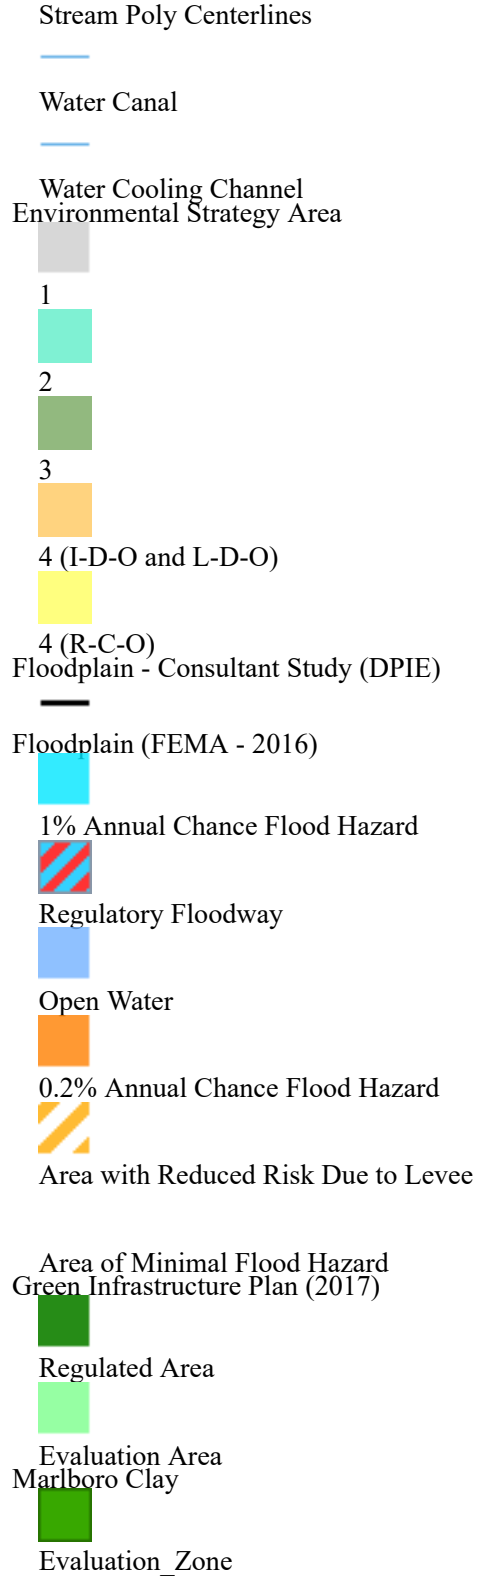 Stream Poly Centerlines
Water Canal
Water Cooling Channel
Environmental Strategy Area
1
2
3
4 (I-D-O and L-D-O)
4 (R-C-O)
Floodplain - Consultant Study (DPIE)
Floodplain (FEMA - 2016)
1% Annual Chance Flood Hazard
Regulatory Floodway
Open Water
0.2% Annual Chance Flood Hazard
Area with Reduced Risk Due to Levee
Area of Minimal Flood Hazard
Green Infrastructure Plan (2017)
Regulated Area
Evaluation Area
Marlboro Clay
Evaluation_Zone